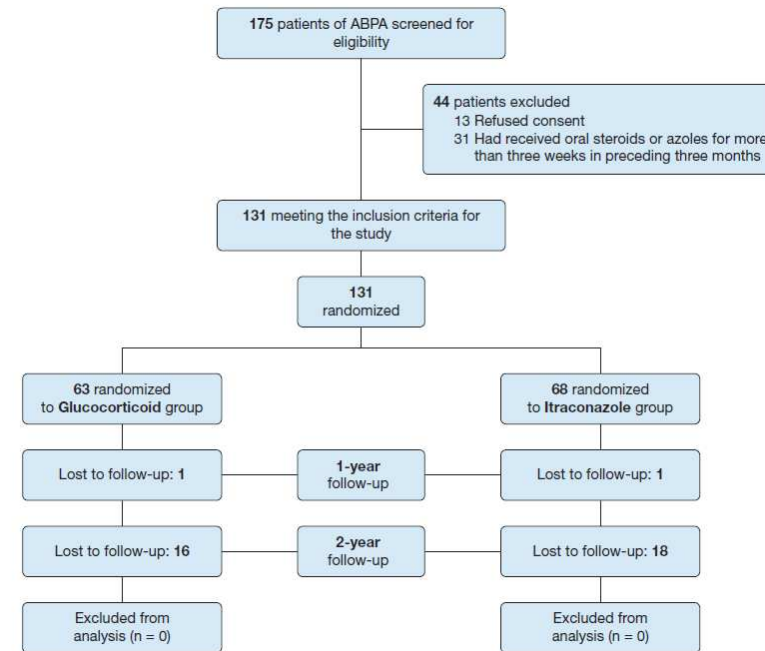 175 patients of ABPA screened for
eligibility
44 patients excluded
13 Refused consent
31 Had received oral steroids or azoles for more
than three weeks in preceding three months
131 meeting the inclusion criteria for
the study
131
randomized
63 randomized
to Glucocorticoid group
68 randomized
to Itraconazole group
Lost to follow-up: 1
1-year
follow-up
Lost to follow-up: 1
Lost to follow-up: 16
2-year
follow-up
Lost to follow-up: 18
Excluded from
analysis (n = 0)
Excluded from
analysis (n = 0)